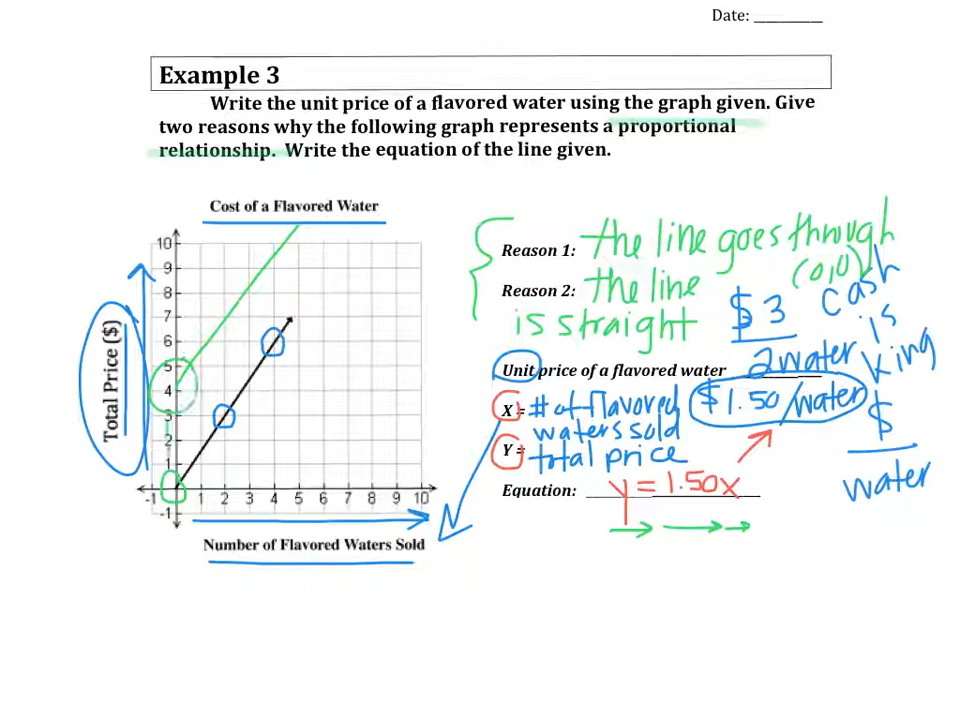 Date: __________
Example 3
Write the unit price of a flavored water using the graph given. Give
two reasons why the following graph represents a proportional
relationship. Write the equation of the line given.
Cost of a Flavored Water
10
9
8
7
6
5
4
3
2
1
-1 1 2 3 4 5 6 7 8 9 10
-1
Total Price ($)
Number of Flavored Waters Sold
Reason 1: the line goes through
(0,0)
Reason 2: the line
is straight
$3
2 water
Cash
is
king
$
water
Unit price of a flavored water
$1.50/water
X = # of flavored
waters sold
Y = total price
Equation: y = 1.50x